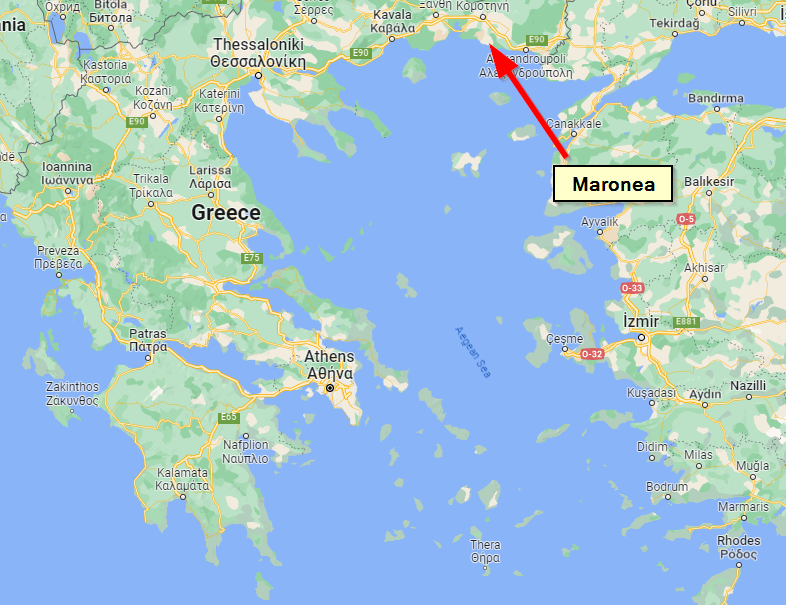 Охрид
Bitola
Битола
Σέρρες
Kavala
Καβάλα
Ξάνθη
Κομοτηνή
Çorlu
Silivri
Tekirdağ
Thessaloniki
Θεσσαλονίκη
E90
E90
Alexandroupoli
Kastoria
Καστοριά
Kozani
Κοζάνη
Katerini
Κατερίνη
E90
Bandırma
Çanakkale
Maronea
Ioannina
Ιωάννινα
Trikala
Τρίκαλα
Larissa
Λάρισα
Balıkesir
Greece
O-5
Ayvalık
Preveza
Πρέβεζα
E75
Akhisar
O-33
Patras
Πάτρα
Aegean Sea
İzmir
E881
Çeşme
O-32
Athens
Αθήνα
Zakinthos
Ζάκυνθος
E65
Kuşadası
Aydın
Nazilli
Nafplion
Ναύπλιο
Didim
Milas
Muğla
Kalamata
Καλαμάτα
Bodrum
Marmaris
Thera
Θήρα
Rhodes
Ρόδος